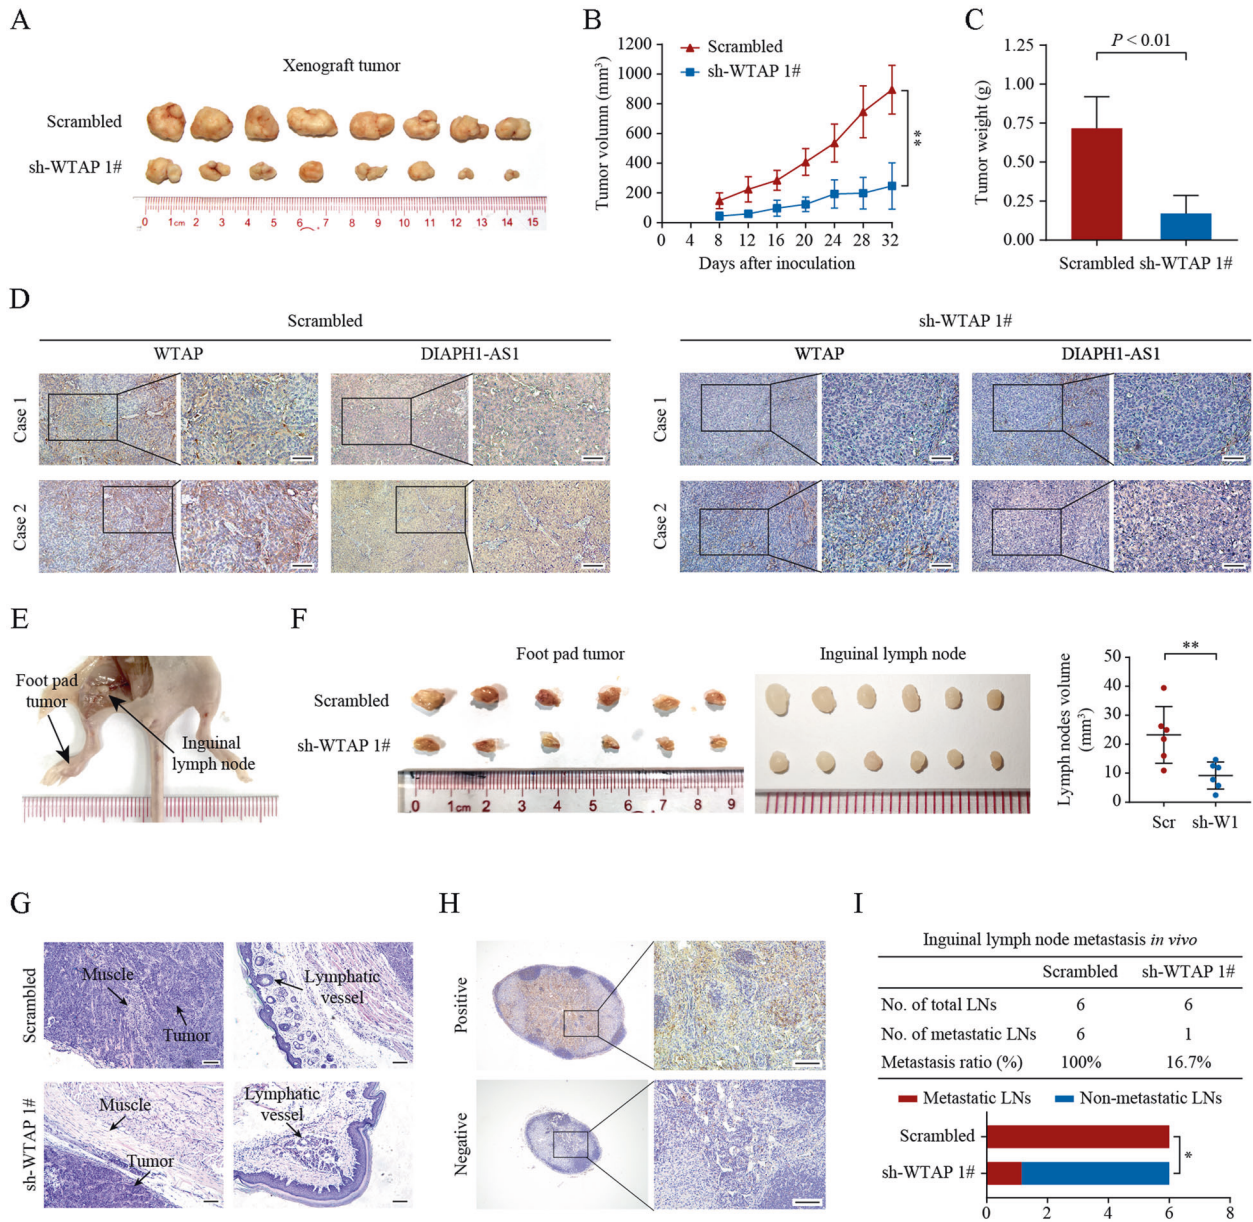 A
Xenograft tumor
Scrambled
sh-WTAP 1#
0 1cm 2 3 4 5 6 7 8 9 10 11 12 13 14 15
B
Tumor volumn (mm³)
1200
1000
800
600
400
200
0
Scrambled
sh-WTAP 1#
**
0 4 8 12 16 20 24 28 32
Days after inoculation
C
Tumor weight (g)
1.25
1.00
0.75
0.50
0.25
0.00
P < 0.01
Scrambled sh-WTAP 1#
D
Scrambled
WTAP DIAPH1-AS1
Case 1
Case 2
sh-WTAP 1#
WTAP DIAPH1-AS1
Case 1
Case 2
E
Foot pad
tumor
Inguinal
lymph node
F
Foot pad tumor
Inguinal lymph node
Scrambled
sh-WTAP 1#
0 1cm 2 3 4 5 6 7 8 9
Lymph nodes volume
(mm³)
50
40
30
20
10
0
**
Scr sh-W1
G
Scrambled
Muscle
Tumor
Lymphatic
vessel
sh-WTAP 1#
Muscle
Tumor
Lymphatic
vessel
H
Positive
Negative
I
Inguinal lymph node metastasis in vivo
Scrambled sh-WTAP 1#
No. of total LNs 6 6
No. of metastatic LNs 6 1
Metastasis ratio (%) 100% 16.7%
Metastatic LNs Non-metastatic LNs
Scrambled
sh-WTAP 1#
*
0 2 4 6 8